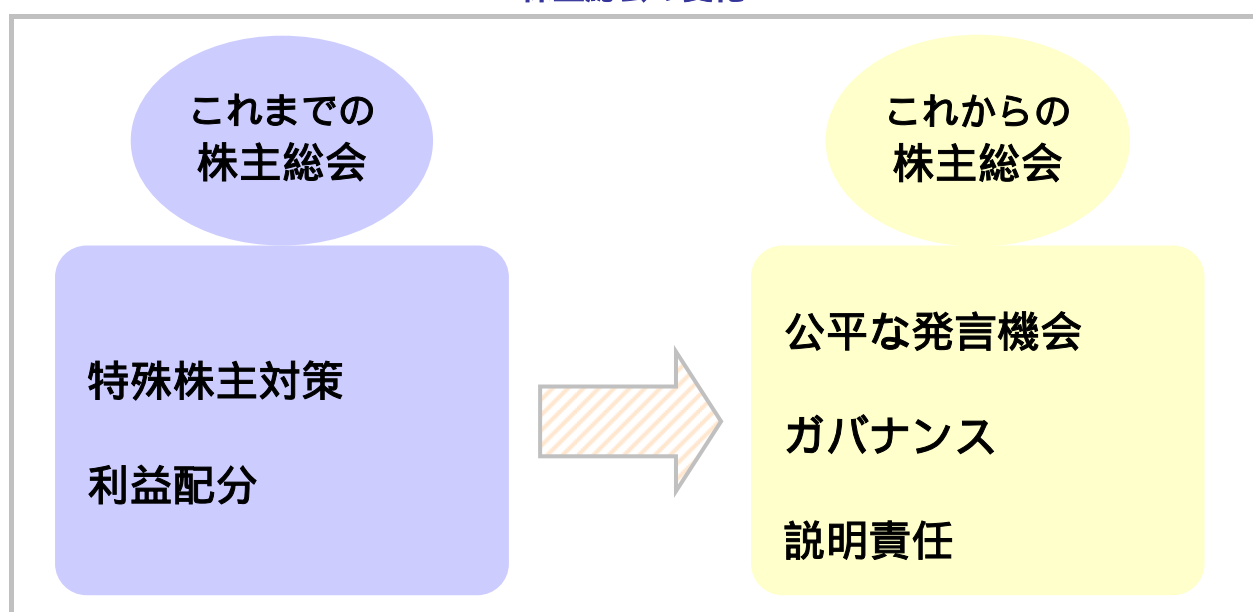 これまでの
株主総会
特殊株主対策
利益配分
これからの
株主総会
公平な発言機会
ガバナンス
説明責任